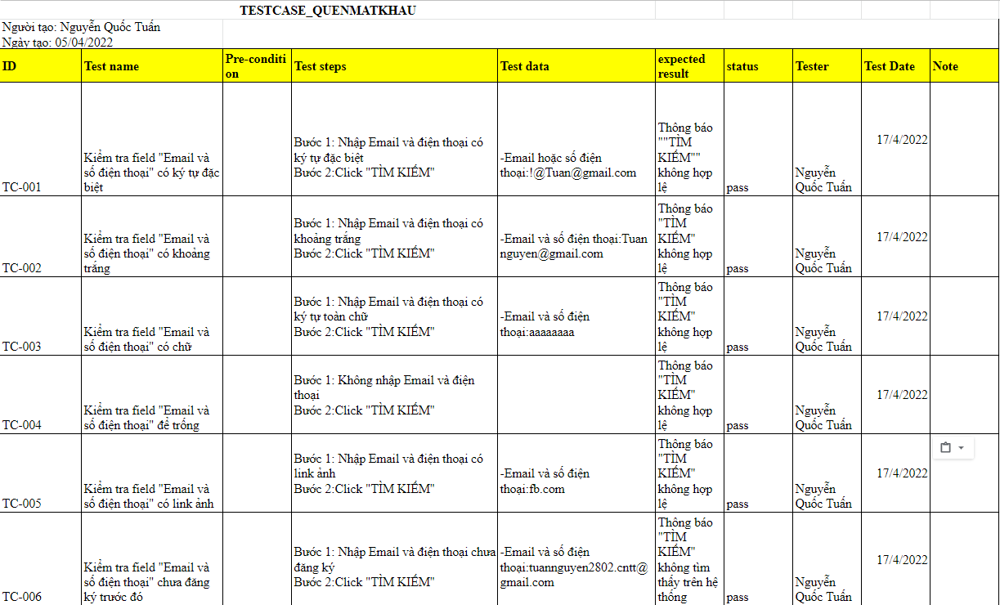 TESTCASE_QUENMATKHAU
Người tạo: Nguyễn Quốc Tuấn
Ngày tạo: 05/04/2022
ID
Test name
Pre-conditi
on
Test steps
Test data
expected
result
status
Tester
Test Date
Note
TC-001
Kiểm tra field "Email và
số điện thoại" có ký tự đặc
biệt
Bước 1: Nhập Email và điện thoại có
ký tự đặc biệt
Bước 2:Click "TÌM KIẾM"
-Email hoặc số điện
thoại:!@Tuan@gmail.com
Thông báo
""TÌM
KIẾM""
không hợp
lệ
pass
Nguyễn
Quốc Tuấn
17/4/2022
TC-002
Kiểm tra field "Email và
số điện thoại" có khoảng
trắng
Bước 1: Nhập Email và điện thoại có
khoảng trắng
Bước 2:Click "TÌM KIẾM"
-Email và số điện thoại:Tuan
nguyen@gmail.com
Thông báo
"TÌM
KIẾM"
không hợp
lệ
pass
Nguyễn
Quốc Tuấn
17/4/2022
TC-003
Kiểm tra field "Email và
số điện thoại" có chữ
Bước 1: Nhập Email và điện thoại có
ký tự toàn chữ
Bước 2:Click "TÌM KIẾM"
-Email và số điện
thoại:aaaaaaaa
Thông báo
"TÌM
KIẾM"
không hợp
lệ
pass
Nguyễn
Quốc Tuấn
17/4/2022
TC-004
Kiểm tra field "Email và
số điện thoại" để trống
Bước 1: Không nhập Email và điện
thoại
Bước 2:Click "TÌM KIẾM"
Thông báo
"TÌM
KIẾM"
không hợp
lệ
pass
Nguyễn
Quốc Tuấn
17/4/2022
TC-005
Kiểm tra field "Email và
số điện thoại" có link ảnh
Bước 1: Nhập Email và điện thoại có
link ảnh
Bước 2:Click "TÌM KIẾM"
-Email và số điện
thoại:fb.com
Thông báo
"TÌM
KIẾM"
không hợp
lệ
pass
Nguyễn
Quốc Tuấn
17/4/2022
TC-006
Kiểm tra field "Email và
số điện thoại" chưa đăng
ký trước đó
Bước 1: Nhập Email và điện thoại chưa
đăng ký
Bước 2:Click "TÌM KIẾM"
-Email và số điện
thoại:tuannguyen2802.cntt@
gmail.com
Thông báo
"TÌM
KIẾM"
không tìm
thấy trên hệ
thống
pass
Nguyễn
Quốc Tuấn
17/4/2022